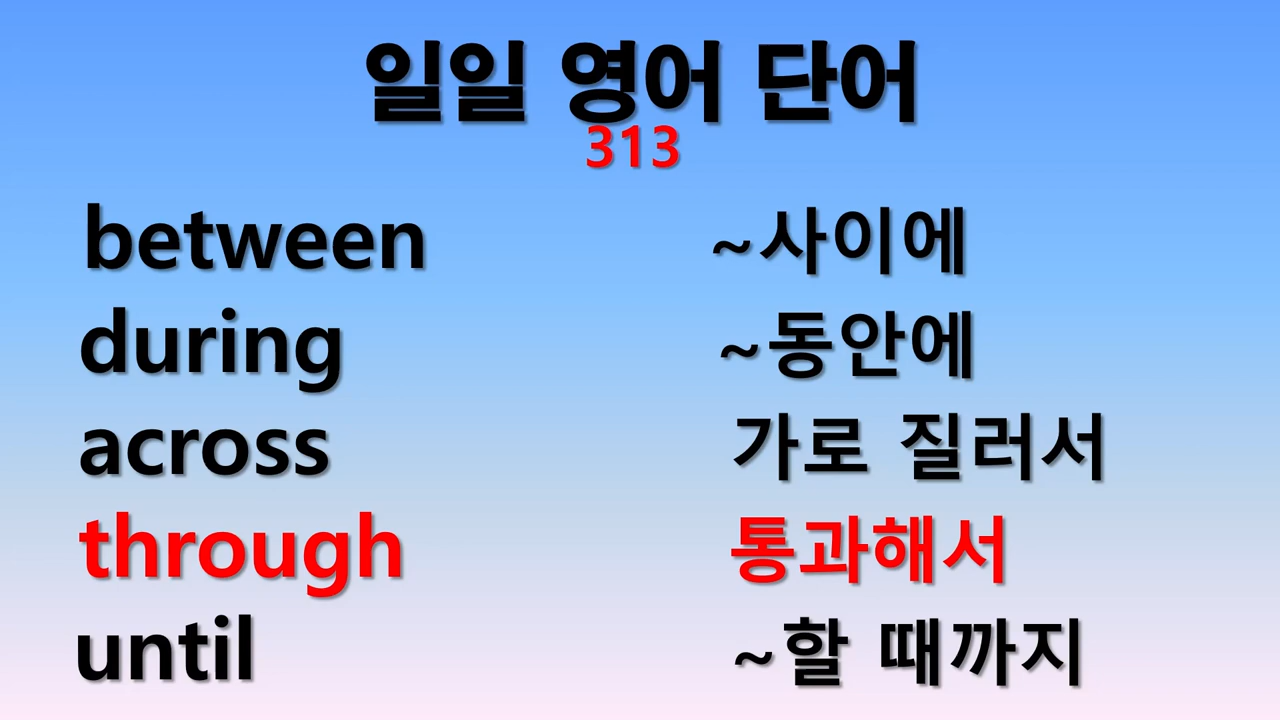 일일 영어 단어
313
between ~사이에
during ~동안에
across 가로 질러서
through 통과해서
until ~할 때까지